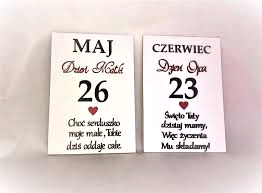 MAJ
Dzień Matki
26
Choć serduszko
moje małe, Tobie
dziś oddaję całe.
CZERWIEC
Dzień Ojca
23
Święto Taty
dzisiaj mamy,
Więc życzenia
Mu składamy!